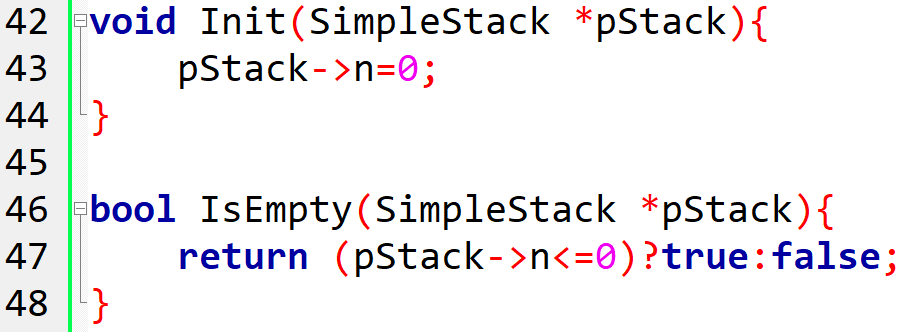 42 void Init(SimpleStack *pStack){
43     pStack->n=0;
44 }
45
46 bool IsEmpty(SimpleStack *pStack){
47     return (pStack->n<=0)?true:false;
48 }